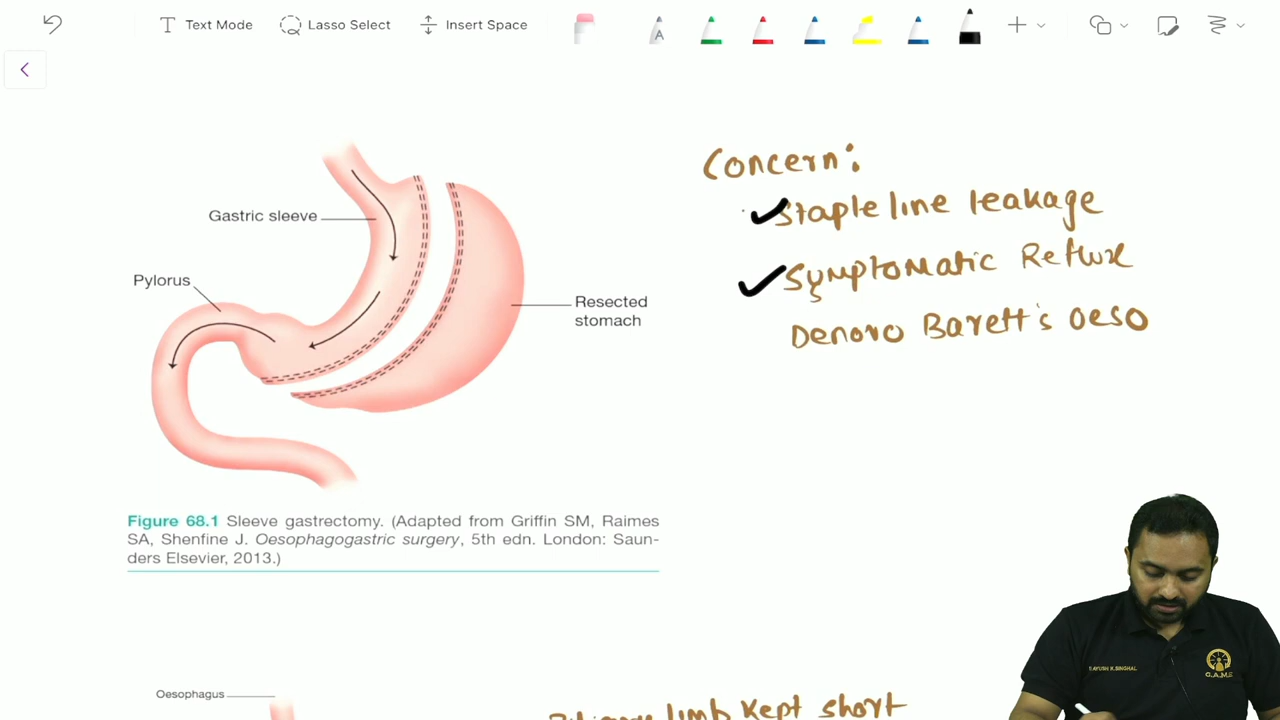 Text Mode
Lasso Select
Insert Space
A
Concern:
Staple line leakage
Symptomatic Reflux
Denovo Barett's oeso
Gastric sleeve
Pylorus
Resected
stomach
Figure 68.1 Sleeve gastrectomy. (Adapted from Griffin SM, Raimes
SA, Shenfine J. Oesophagogastric surgery, 5th edn. London: Saun-
ders Elsevier, 2013.)
AYUSH K.SINGHAL
G.A.M.E
Oesophagus
limb kept short